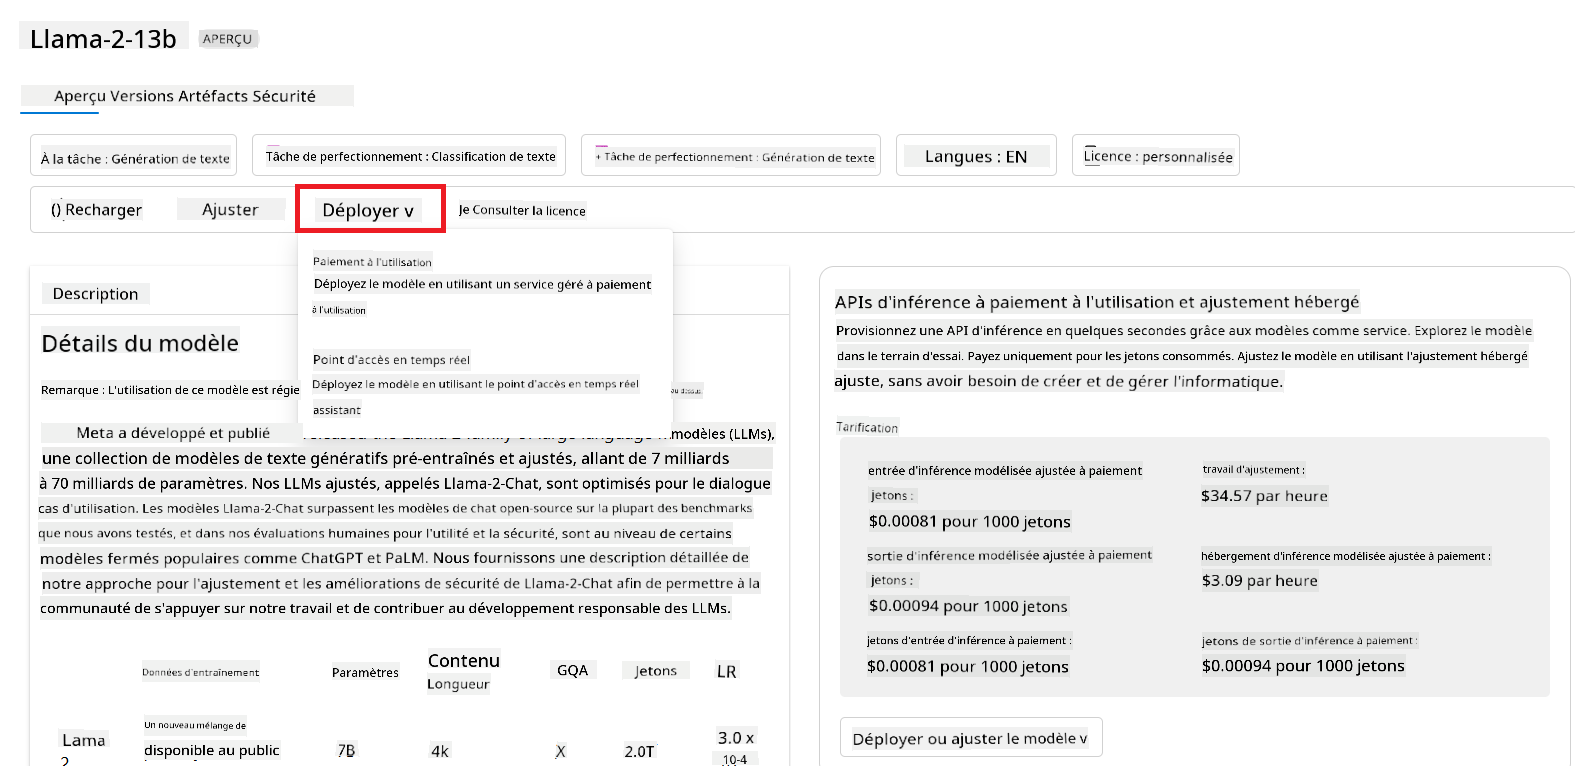 Llama-2-13b APERÇU
Aperçu Versions Artéfacts Sécurité
À la tâche : Génération de texte
Tâche de perfectionnement : Classification de texte
+ Tâche de perfectionnement : Génération de texte
Langues : EN
Licence : personnalisée
() Recharger
Ajuster
Déployer v
Je Consulter la licence
Paiement à l'utilisation
Déployez le modèle en utilisant un service géré à paiement
à l'utilisation
Point d'accès en temps réel
Déployez le modèle en utilisant le point d'accès en temps réel
assistant
Description
Détails du modèle
Remarque : L'utilisation de ce modèle est régie
au dessus.
Meta a développé et publié modèles (LLMs),
une collection de modèles de texte génératifs pré-entraînés et ajustés, allant de 7 milliards
à 70 milliards de paramètres. Nos LLMs ajustés, appelés Llama-2-Chat, sont optimisés pour le dialogue
cas d'utilisation. Les modèles Llama-2-Chat surpassent les modèles de chat open-source sur la plupart des benchmarks
que nous avons testés, et dans nos évaluations humaines pour l'utilité et la sécurité, sont au niveau de certains
modèles fermés populaires comme ChatGPT et PaLM. Nous fournissons une description détaillée de
notre approche pour l'ajustement et les améliorations de sécurité de Llama-2-Chat afin de permettre à la
communauté de s'appuyer sur notre travail et de contribuer au développement responsable des LLMs.
Données d'entraînement
Paramètres
Contenu
Longueur
GQA
Jetons
LR
Lama
2
Un nouveau mélange de
disponible au public
7B
4k
X
2.0T
3.0 x
10-4
APIs d'inférence à paiement à l'utilisation et ajustement hébergé
Provisionnez une API d'inférence en quelques secondes grâce aux modèles comme service. Explorez le modèle
dans le terrain d'essai. Payez uniquement pour les jetons consommés. Ajustez le modèle en utilisant l'ajustement hébergé
ajuste, sans avoir besoin de créer et de gérer l'informatique.
Tarification
entrée d'inférence modélisée ajustée à paiement
jetons :
$0.00081 pour 1000 jetons
travail d'ajustement :
$34.57 par heure
sortie d'inférence modélisée ajustée à paiement
jetons :
$0.00094 pour 1000 jetons
hébergement d'inférence modélisée ajustée à paiement :
$3.09 par heure
jetons d'entrée d'inférence à paiement :
$0.00081 pour 1000 jetons
jetons de sortie d'inférence à paiement :
$0.00094 pour 1000 jetons
Déployer ou ajuster le modèle v